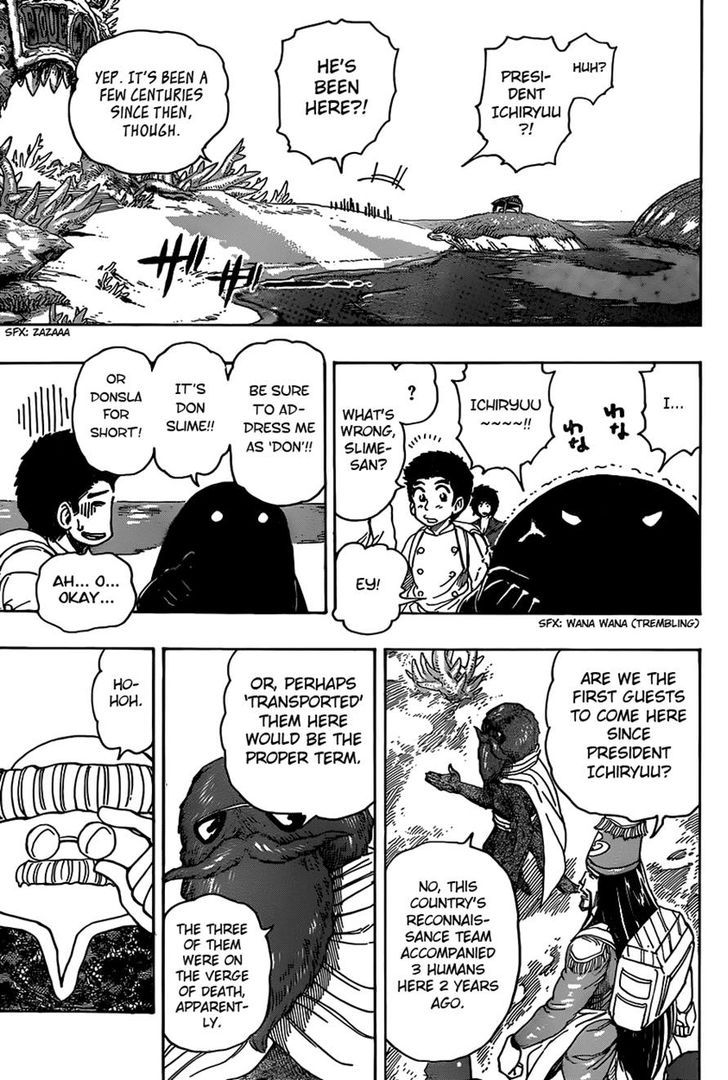 HUH?
PRESI-
DENT
ICHIRYUU
?!
HE'S
BEEN
HERE?!
YEP. IT'S BEEN A
FEW CENTURIES
SINCE THEN,
THOUGH.
SFX: ZAZAAA
I...
わな
わな
ICHIRYUU
~~~~!!
?
WHAT'S
WRONG,
SLIME-
SAN?
EY!
SFX: WANA WANA (TREMBLING)
BE SURE
TO AD-
DRESS ME
AS 'DON'!!
IT'S
DON
SLIME!!
OR
DONSLA
FOR
SHORT!
AH... O...
OKAY...
ARE WE THE
FIRST GUESTS
TO COME HERE
SINCE
PRESIDENT
ICHIRYUU?
NO, THIS
COUNTRY'S
RECONNAIS-
SANCE TEAM
ACCOMPANIED
3 HUMANS
HERE 2 YEARS
AGO.
OR, PERHAPS
'TRANSPORTED'
THEM HERE
WOULD BE THE
PROPER TERM.
THE THREE
OF THEM
WERE ON
THE VERGE
OF DEATH,
APPARENT-
LY.
HO-
HOH.